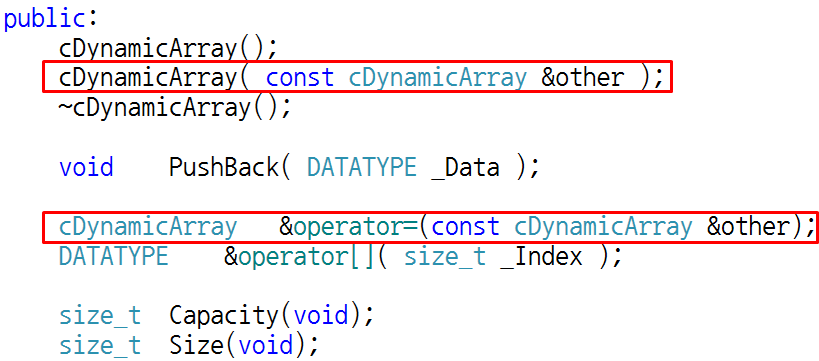 public:
cDynamicArray();
cDynamicArray( const cDynamicArray &other );
~cDynamicArray();
void PushBack( DATATYPE _Data );
cDynamicArray &operator=(const cDynamicArray &other);
DATATYPE &operator[]( size_t _Index );
size_t Capacity(void);
size_t Size(void);